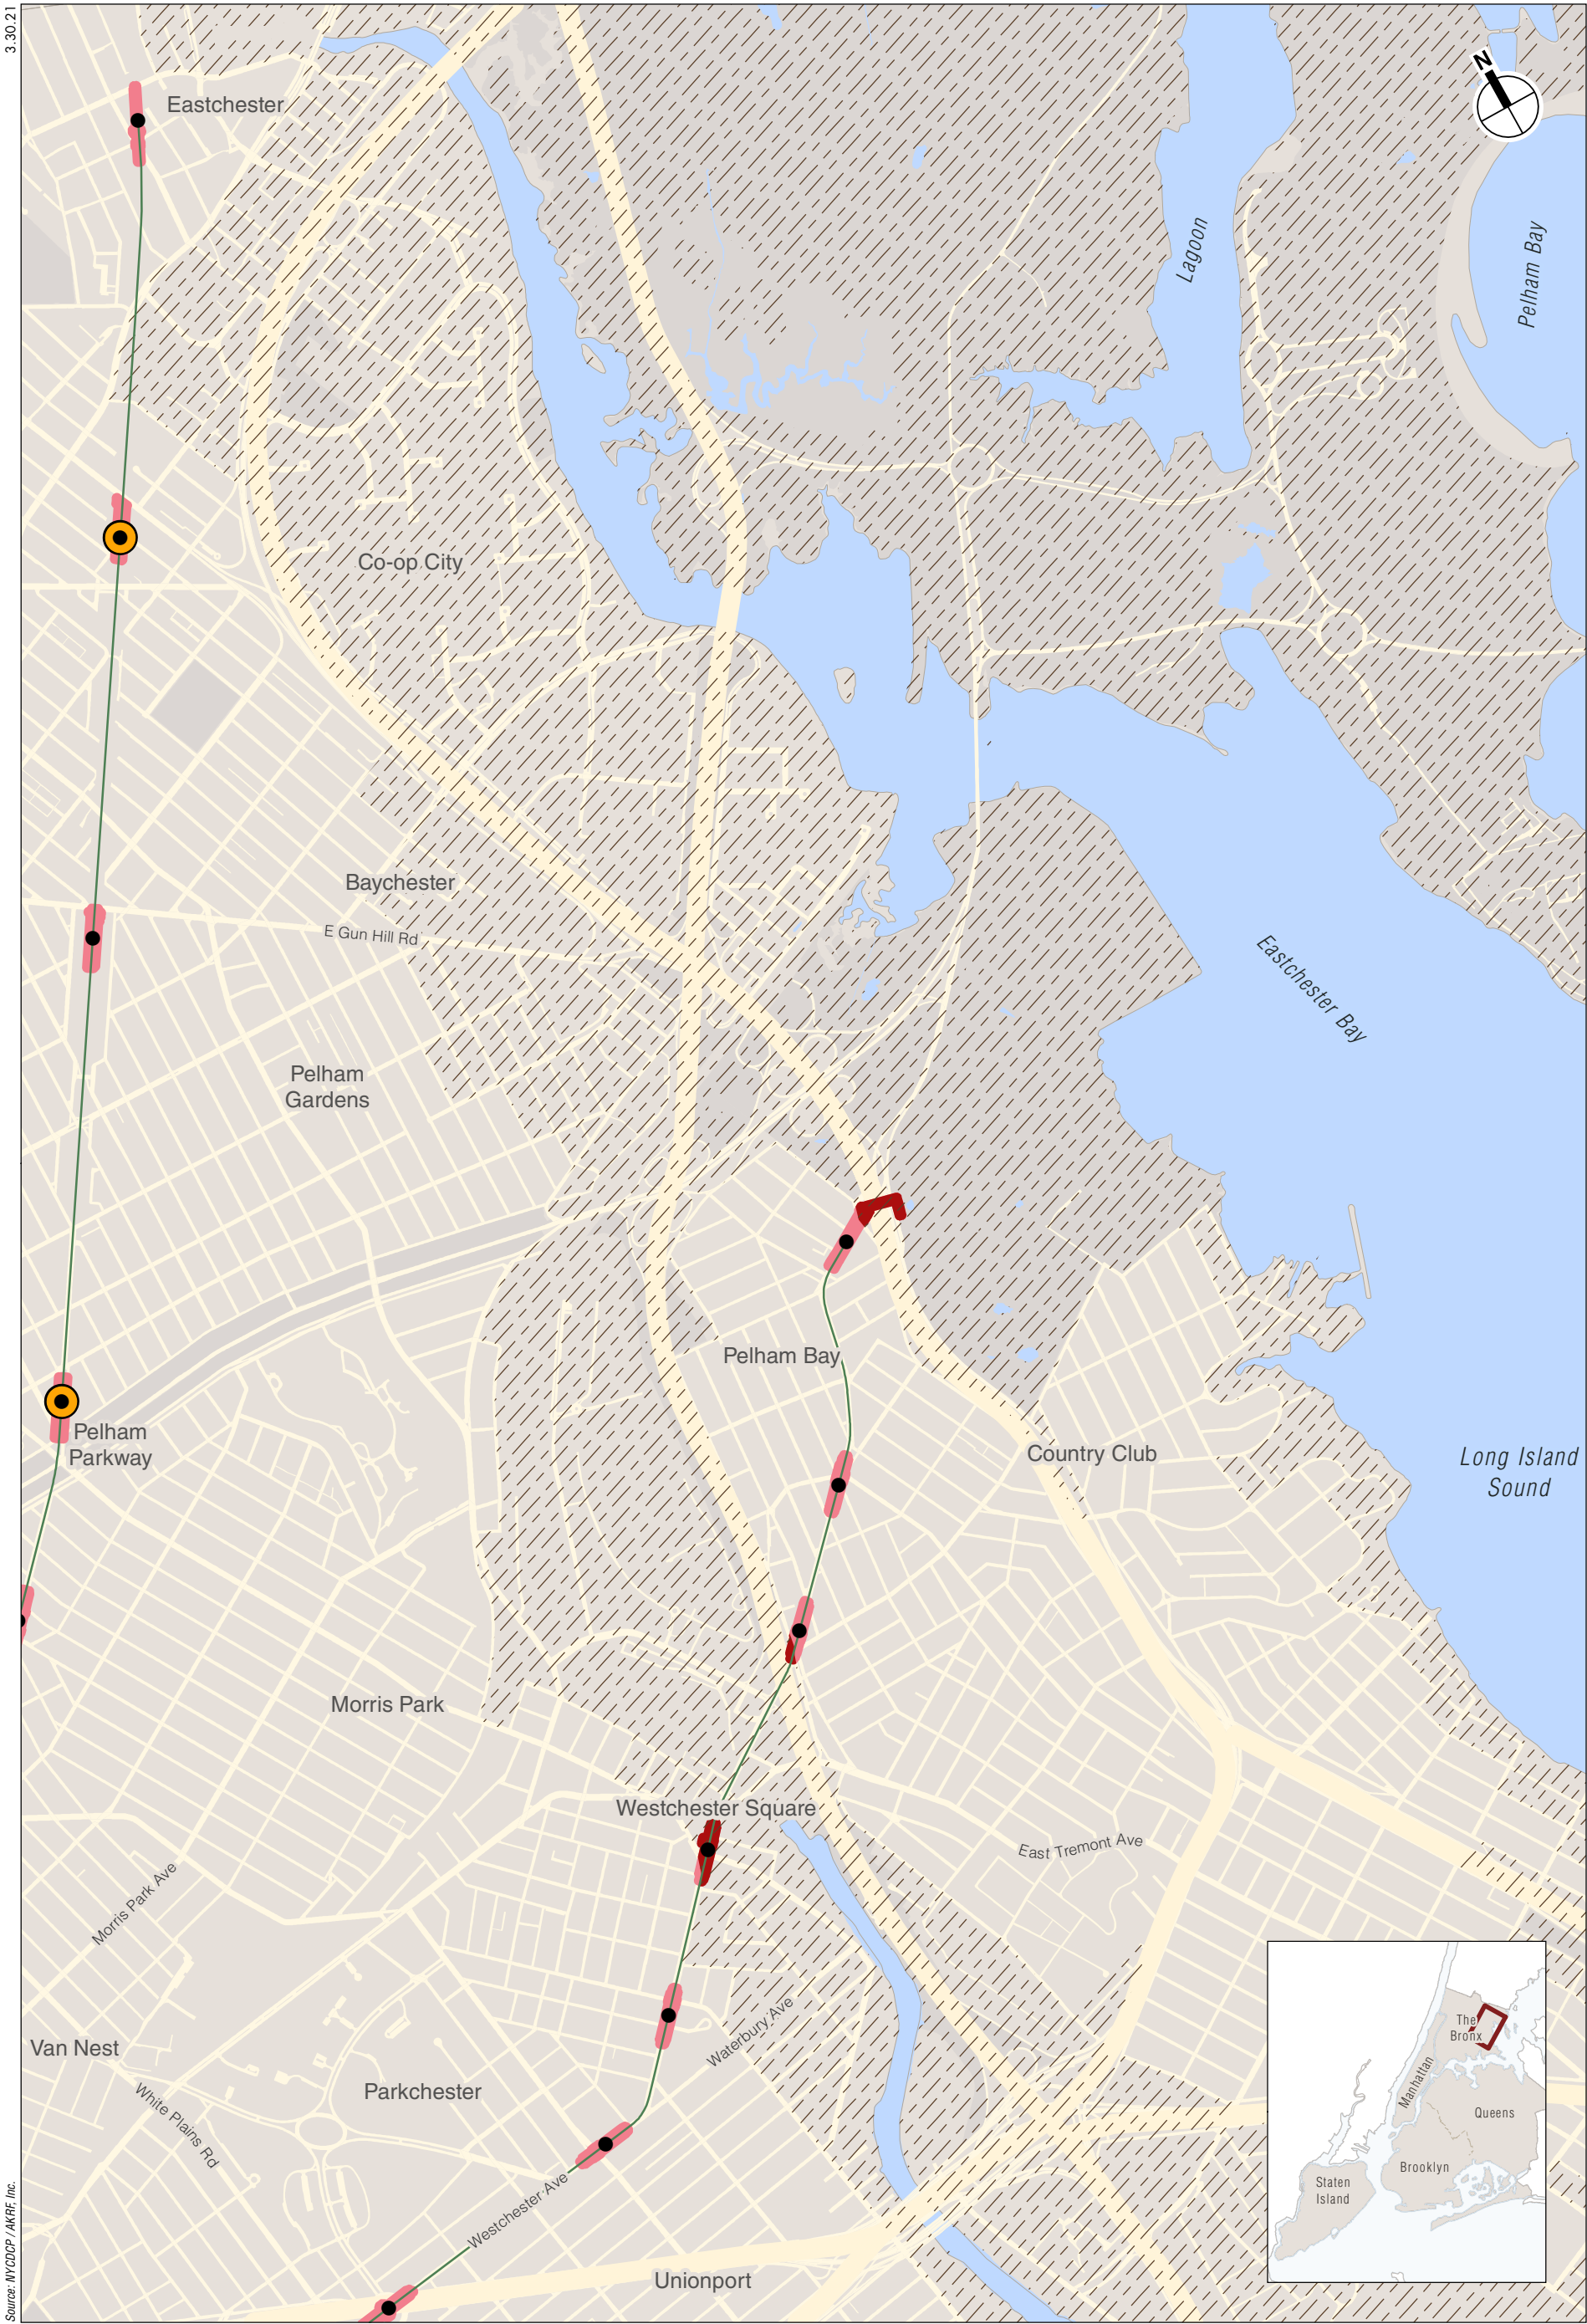 3.30.21
N
Eastchester
Lagoon
Pelham Bay
Co-op City
Baychester
E Gun Hill Rd
Eastchester Bay
Pelham
Gardens
Pelham Bay
Pelham
Parkway
Country Club
Long Island
Sound
Morris Park
Westchester Square
East Tremont Ave
Morris Park Ave
Waterbury Ave
Van Nest
Parkchester
White Plains Rd
Westchester Ave
Unionport
The
Bronx
Manhattan
Queens
Brooklyn
Staten
Island
Source: NYCDCP / AKRF, Inc.